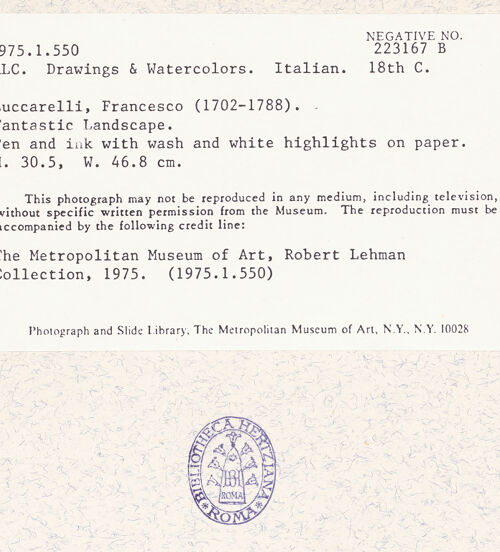 NEGATIVE NO.
975.1.550 223167 B
LC. Drawings & Watercolors. Italian. 18th C.
uccarelli, Francesco (1702-1788).
antastic Landscape.
en and ink with wash and white highlights on paper.
. 30.5, W. 46.8 cm.
This photograph may not be reproduced in any medium, including television,
without specific written permission from the Museum. The reproduction must be
accompanied by the following credit line:
he Metropolitan Museum of Art, Robert Lehman
ollection, 1975. (1975.1.550)
Photograph and Slide Library, The Metropolitan Museum of Art, N.Y., N.Y. 10028
BIBLIOTHECA HERTZIANA
BH
ROMA
*ROMA*